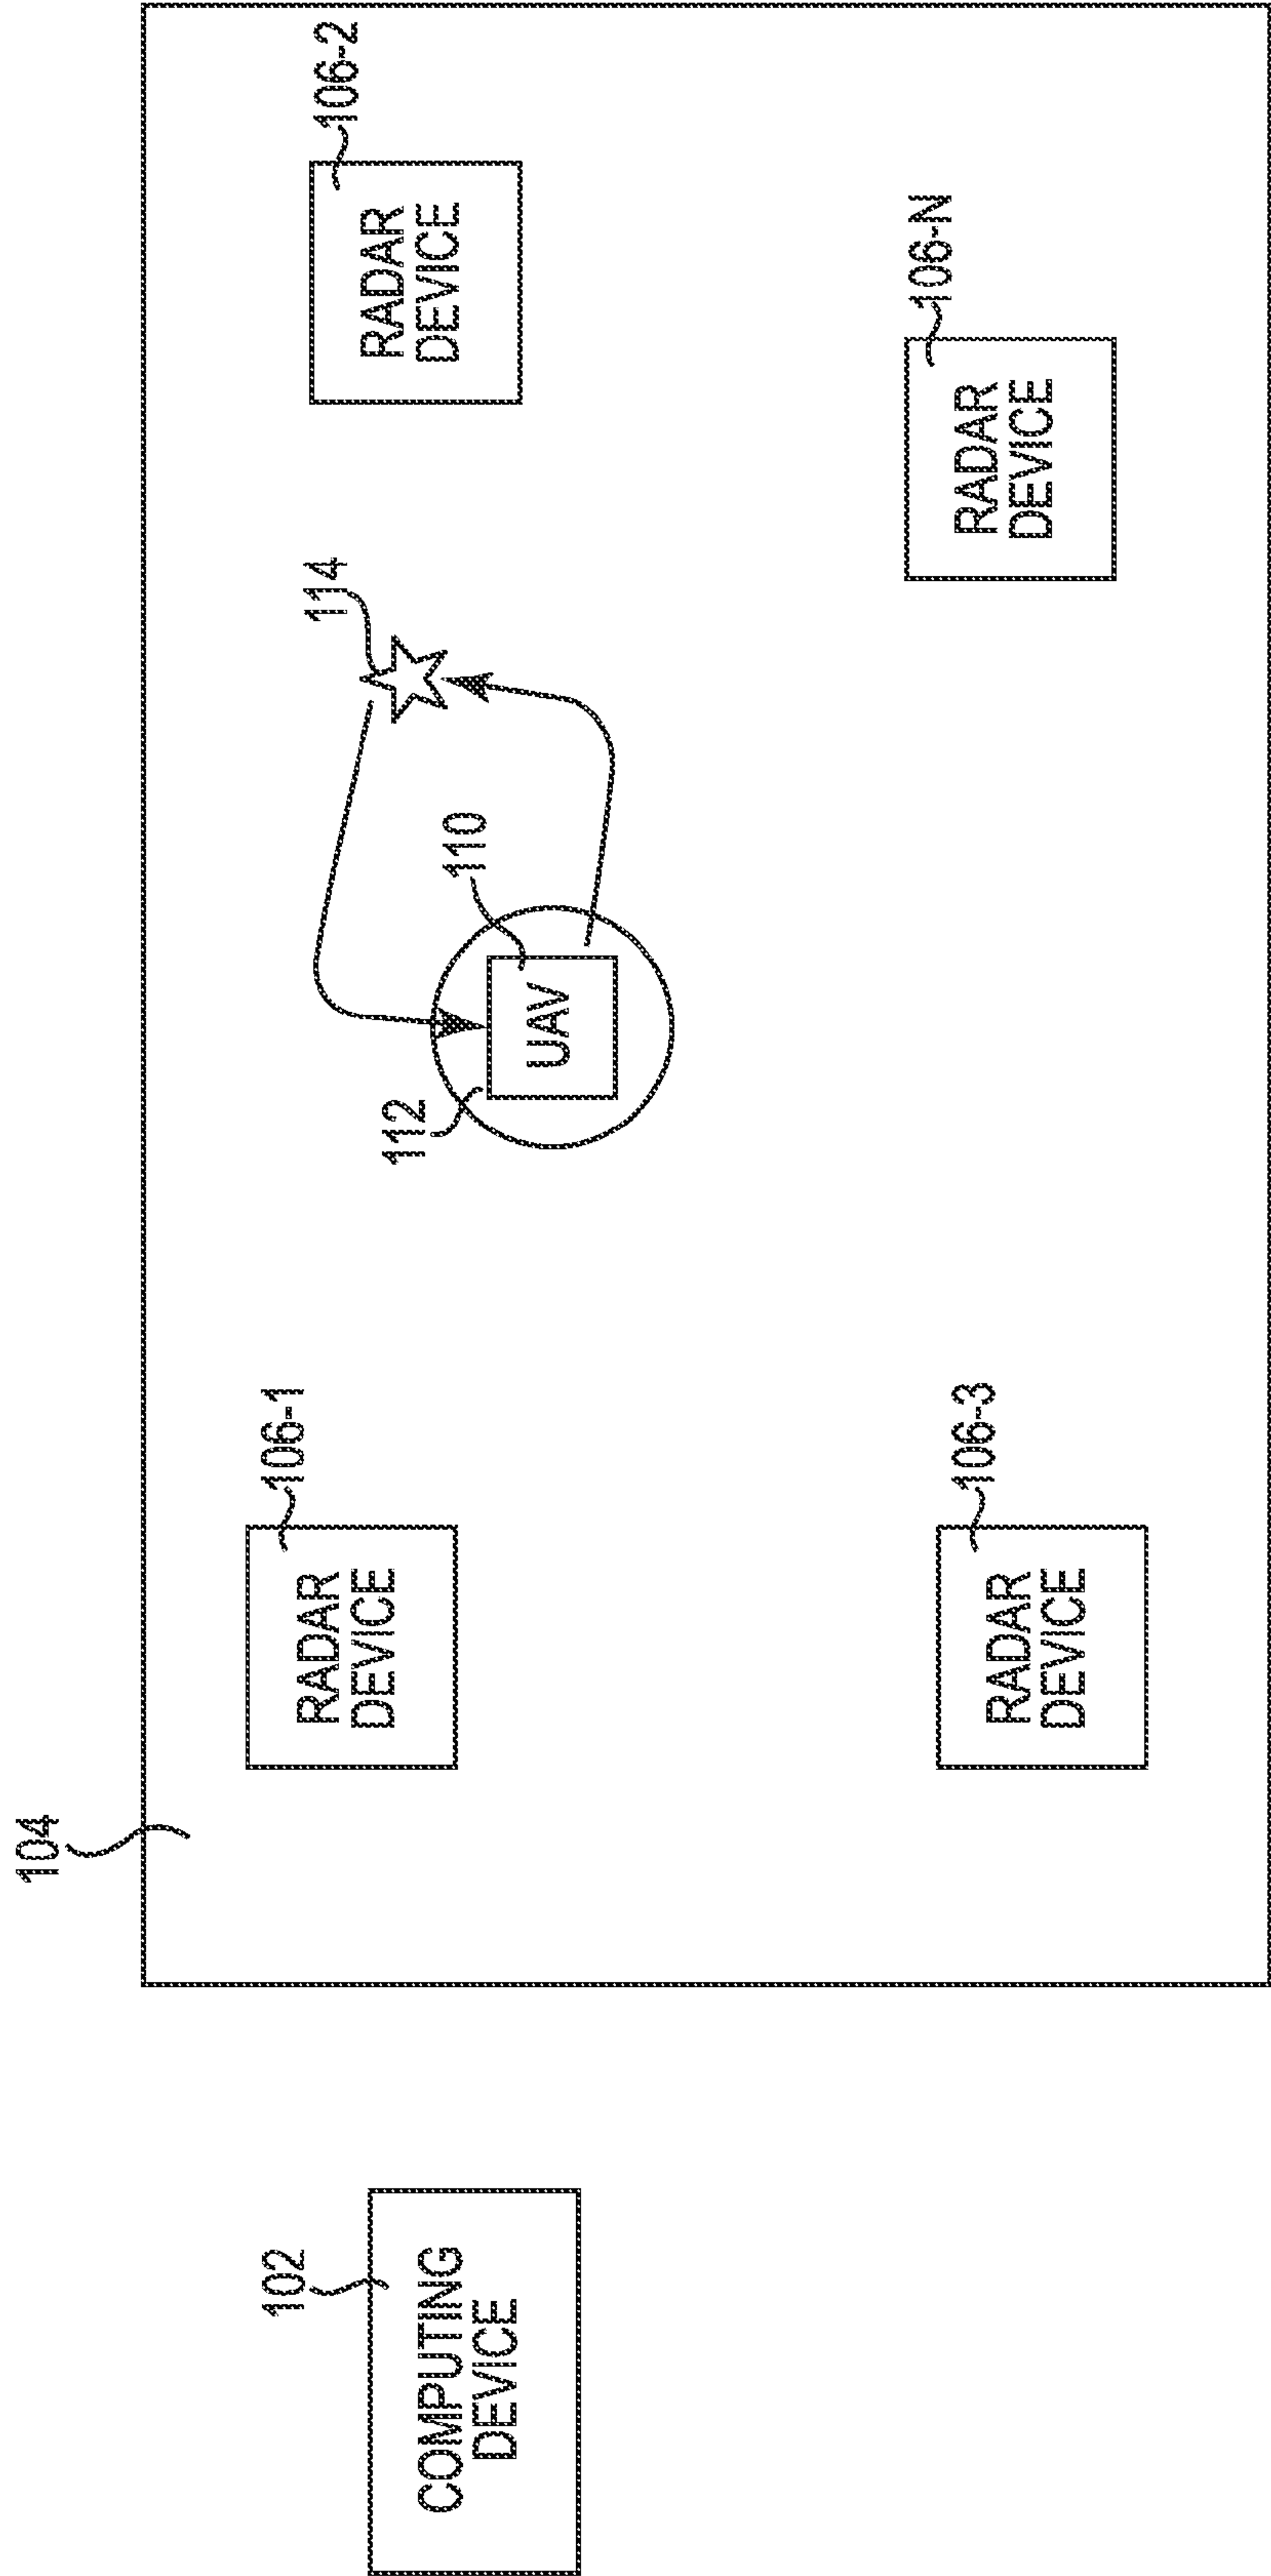 104
102
COMPUTING
DEVICE
106-1
RADAR
DEVICE
106-2
RADAR
DEVICE
114
110
112
UAV
106-3
RADAR
DEVICE
106-N
RADAR
DEVICE